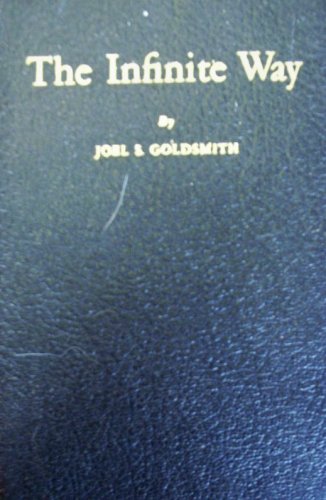 The Infinite Way
By
JOEL S. GOLDSMITH